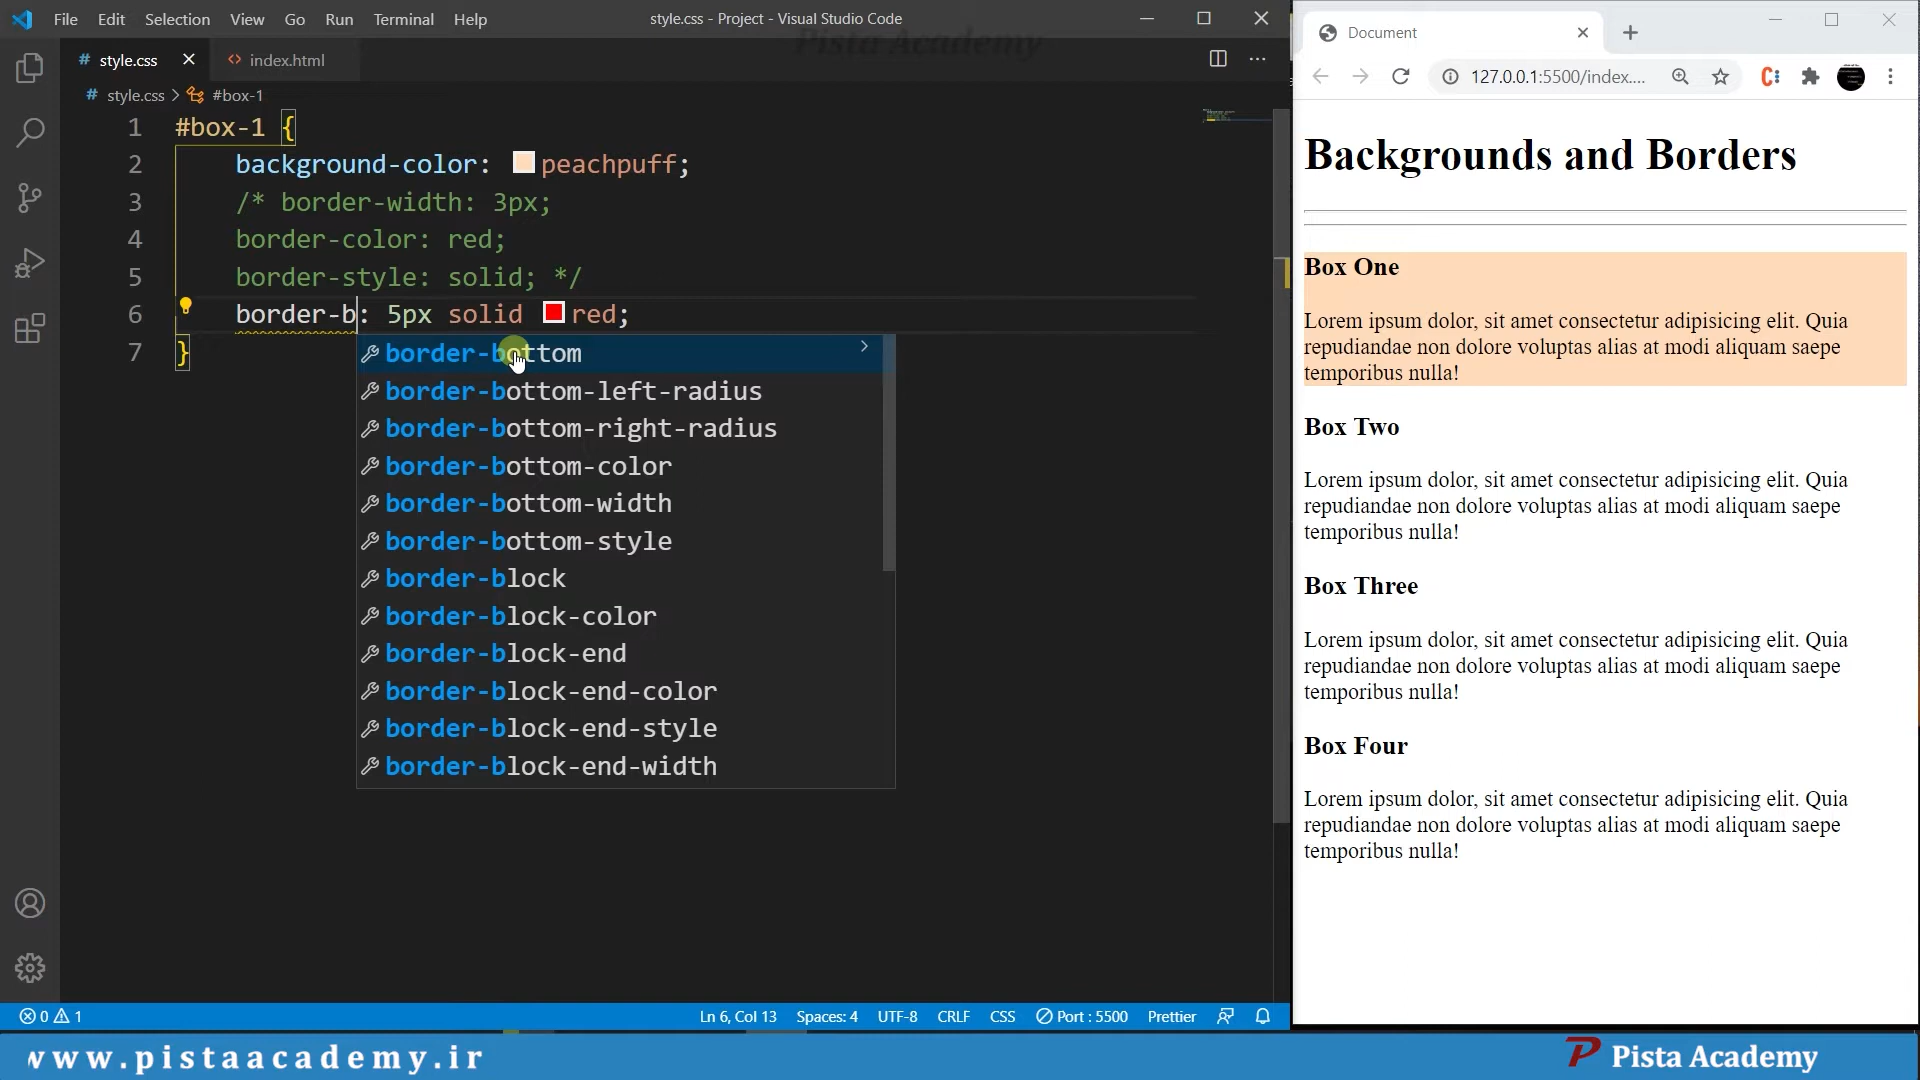 File Edit Selection View Go Run Terminal Help
style.css - Project - Visual Studio Code
Pista Academy
# style.css
<> index.html
# style.css > #box-1
1 #box-1 {
2 background-color: peachpuff;
3 /* border-width: 3px;
4 border-color: red;
5 border-style: solid; */
6 border-b: 5px solid red;
7 }
border-bottom
border-bottom-left-radius
border-bottom-right-radius
border-bottom-color
border-bottom-width
border-bottom-style
border-block
border-block-color
border-block-end
border-block-end-color
border-block-end-style
border-block-end-width
0 1
Ln 6, Col 13 Spaces: 4 UTF-8 CRLF CSS Port : 5500 Prettier
Document
127.0.0.1:5500/index....
Backgrounds and Borders
Box One
Lorem ipsum dolor, sit amet consectetur adipisicing elit. Quia
repudiandae non dolore voluptas alias at modi aliquam saepe
temporibus nulla!
Box Two
Lorem ipsum dolor, sit amet consectetur adipisicing elit. Quia
repudiandae non dolore voluptas alias at modi aliquam saepe
temporibus nulla!
Box Three
Lorem ipsum dolor, sit amet consectetur adipisicing elit. Quia
repudiandae non dolore voluptas alias at modi aliquam saepe
temporibus nulla!
Box Four
Lorem ipsum dolor, sit amet consectetur adipisicing elit. Quia
repudiandae non dolore voluptas alias at modi aliquam saepe
temporibus nulla!
www.pistaacademy.ir
P Pista Academy